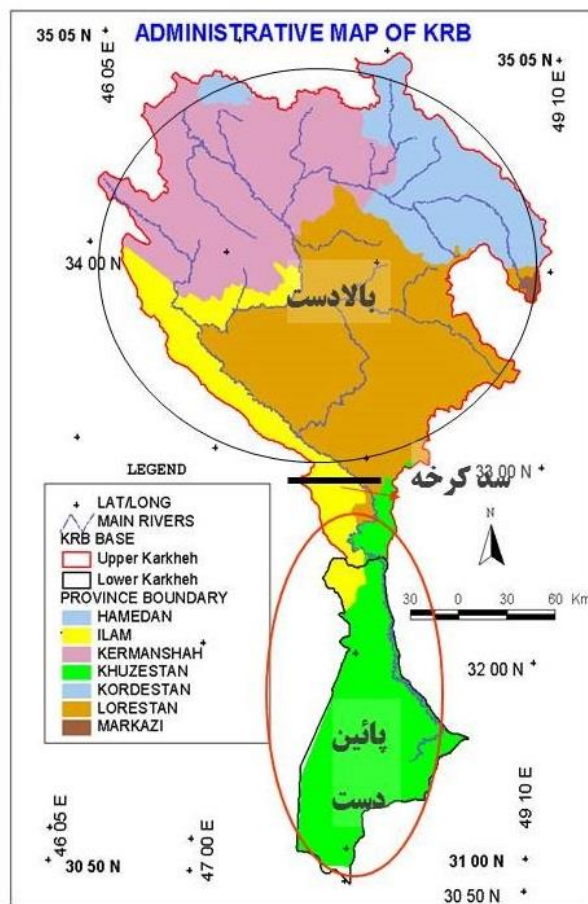 ADMINISTRATIVE MAP OF KRB
35 05 N
46 05 E
35 05 N
49 10 E
34 00 N
بالادست
33 00 N
سد کرخه
LEGEND
LAT/LONG
MAIN RIVERS
KRB BASE
Upper Karkheh
Lower Karkheh
PROVINCE BOUNDARY
HAMEDAN
ILAM
KERMANSHAH
KHUZESTAN
KORDESTAN
LORESTAN
MARKAZI
N
30 0 30 60 Km
32 00 N
پائین
دست
46 05 E
30 50 N
47 00 E
49 10 E
31 00 N
30 50 N